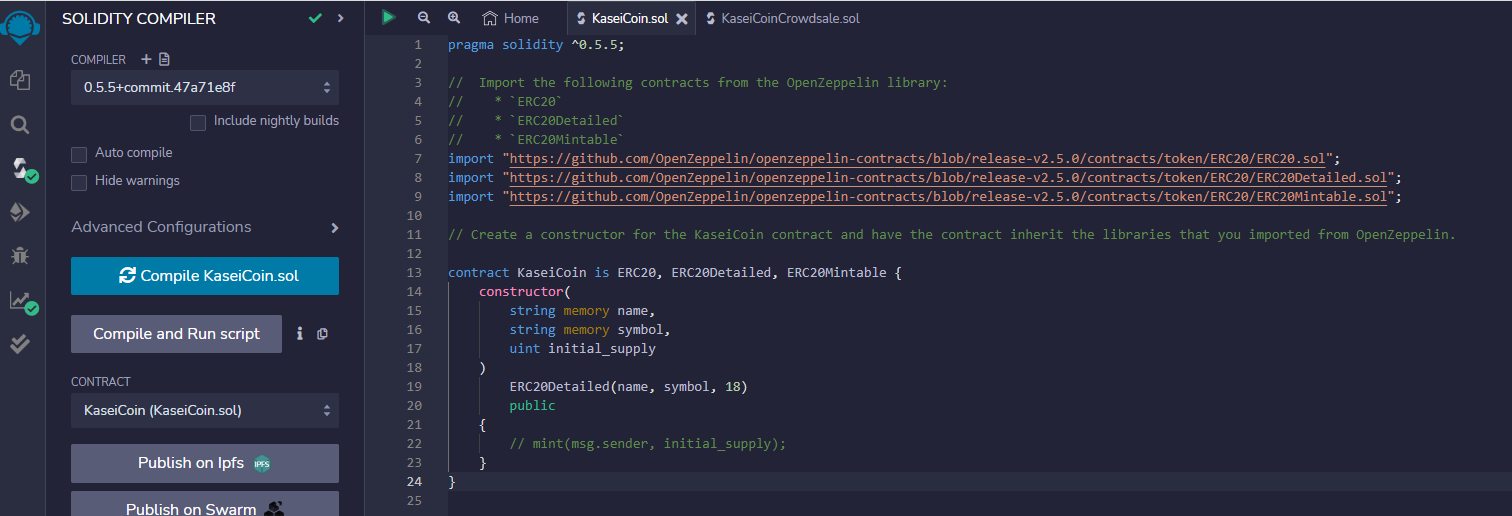 SOLIDITY COMPILER
COMPILER
0.5.5+commit.47a71e8f
Include nightly builds
Auto compile
Hide warnings
Advanced Configurations
Compile KaseiCoin.sol
Compile and Run script
CONTRACT
KaseiCoin (KaseiCoin.sol)
Publish on Ipfs IPFS
Publish on Swarm
Home KaseiCoin.sol KaseiCoinCrowdsale.sol
1 pragma solidity ^0.5.5;
2
3 //  Import the following contracts from the OpenZeppelin library:
4 //    * `ERC20`
5 //    * `ERC20Detailed`
6 //    * `ERC20Mintable`
7 import "https://github.com/OpenZeppelin/openzeppelin-contracts/blob/release-v2.5.0/contracts/token/ERC20/ERC20.sol";
8 import "https://github.com/OpenZeppelin/openzeppelin-contracts/blob/release-v2.5.0/contracts/token/ERC20/ERC20Detailed.sol";
9 import "https://github.com/OpenZeppelin/openzeppelin-contracts/blob/release-v2.5.0/contracts/token/ERC20/ERC20Mintable.sol";
10
11 // Create a constructor for the KaseiCoin contract and have the contract inherit the libraries that you imported from OpenZeppelin.
12
13 contract KaseiCoin is ERC20, ERC20Detailed, ERC20Mintable {
14     constructor(
15         string memory name,
16         string memory symbol,
17         uint initial_supply
18     )
19         ERC20Detailed(name, symbol, 18)
20         public
21     {
22         // mint(msg.sender, initial_supply);
23     }
24 }
25